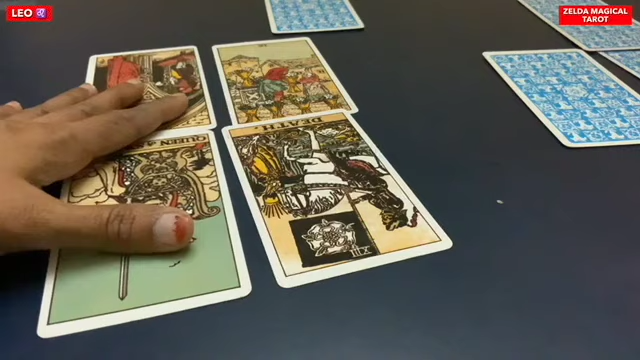 LEO ♌
ZELDA MAGICAL
TAROT
DEATH.
QUEEN
XIII